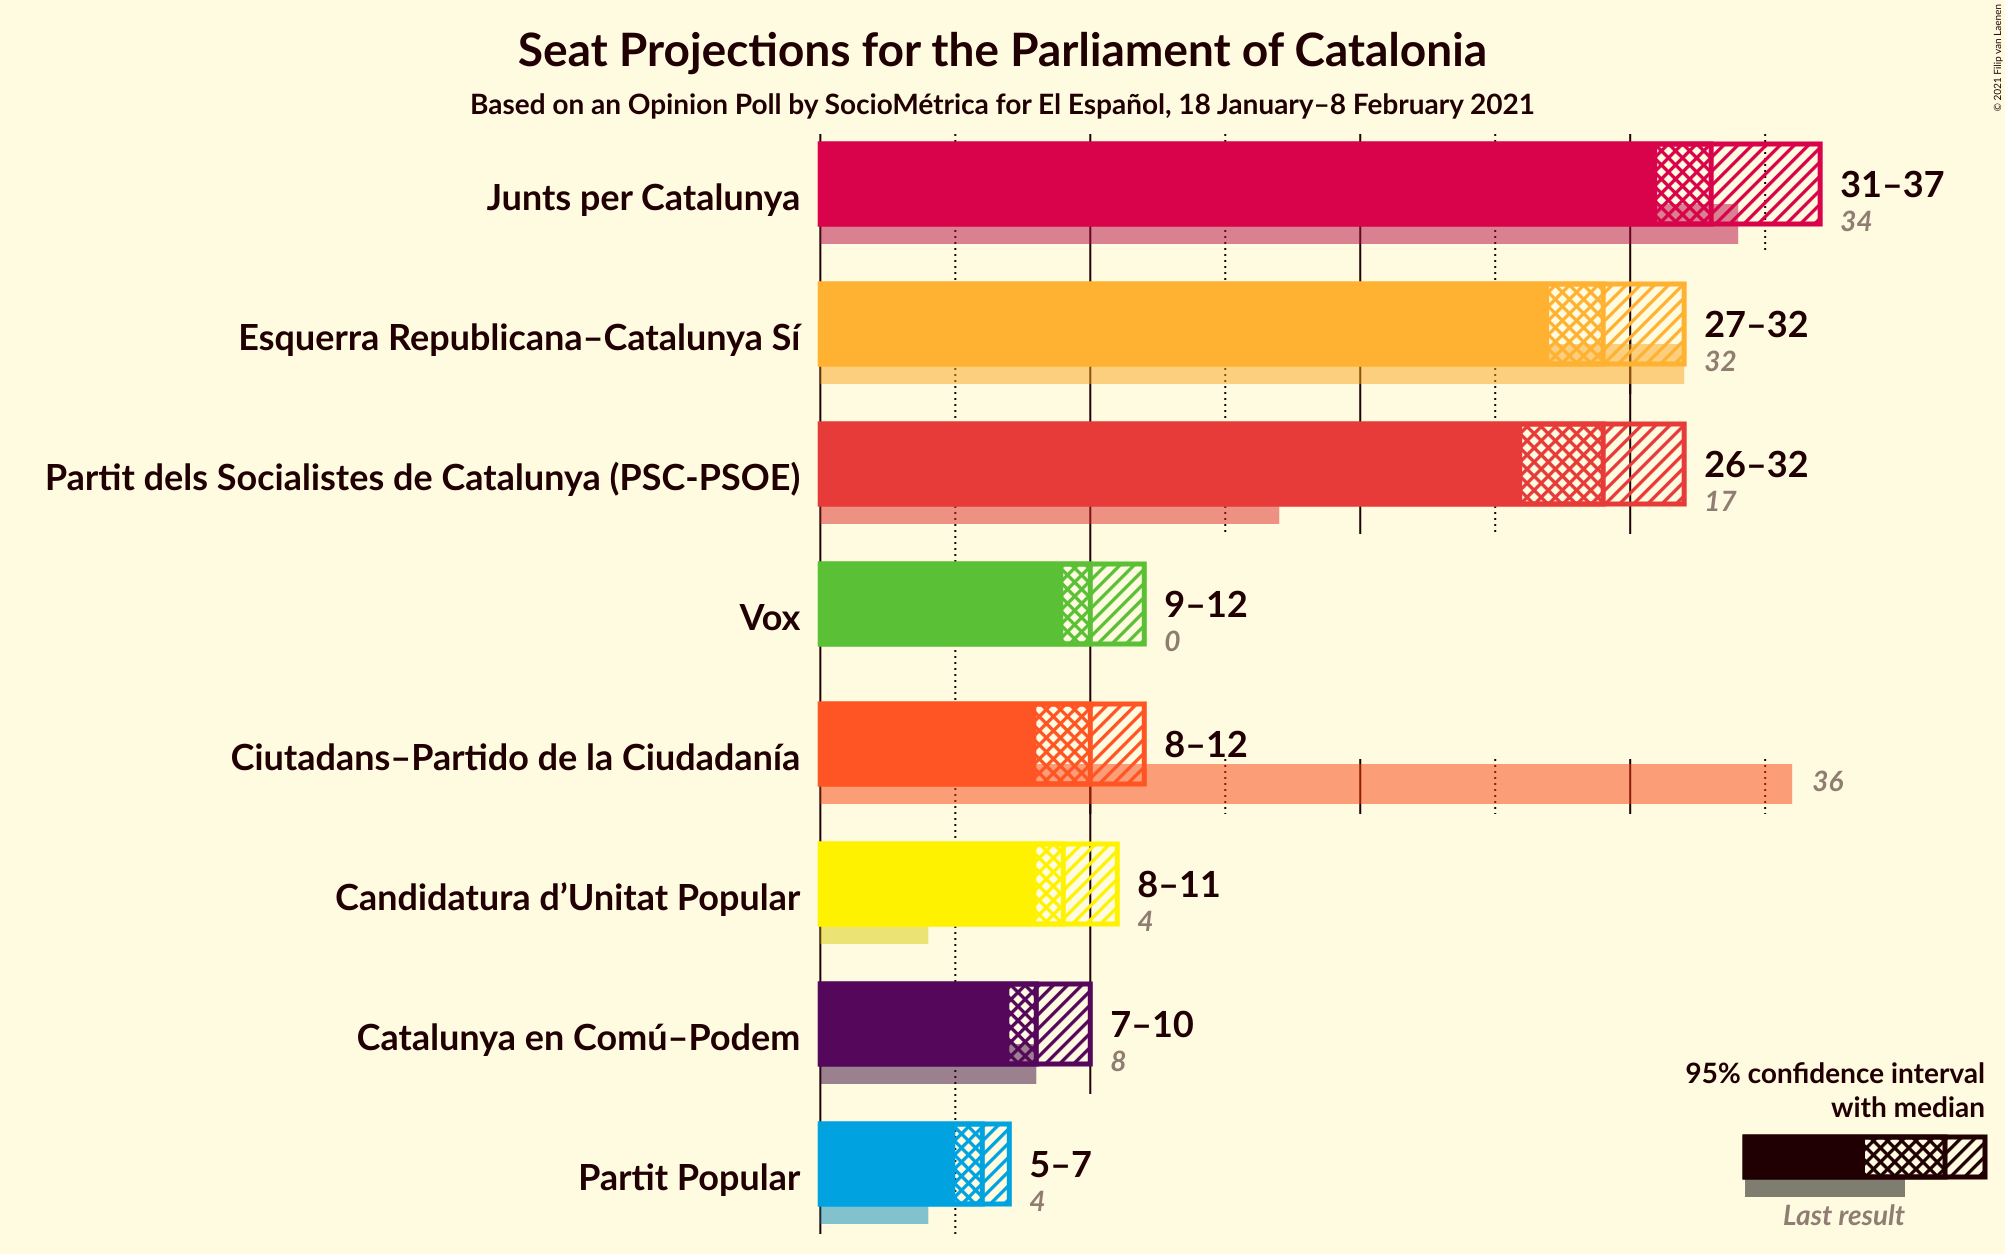 Seat Projections for the Parliament of Catalonia
Based on an Opinion Poll by SocioMétrica for El Español, 18 January–8 February 2021
© 2021 Filip van Laenen
Junts per Catalunya
31–37
34
Esquerra Republicana–Catalunya Sí
27–32
32
Partit dels Socialistes de Catalunya (PSC-PSOE)
26–32
17
Vox
9–12
0
Ciutadans–Partido de la Ciudadanía
8–12
36
Candidatura d’Unitat Popular
8–11
4
Catalunya en Comú–Podem
7–10
8
Partit Popular
5–7
4
95% confidence interval
with median
Last result